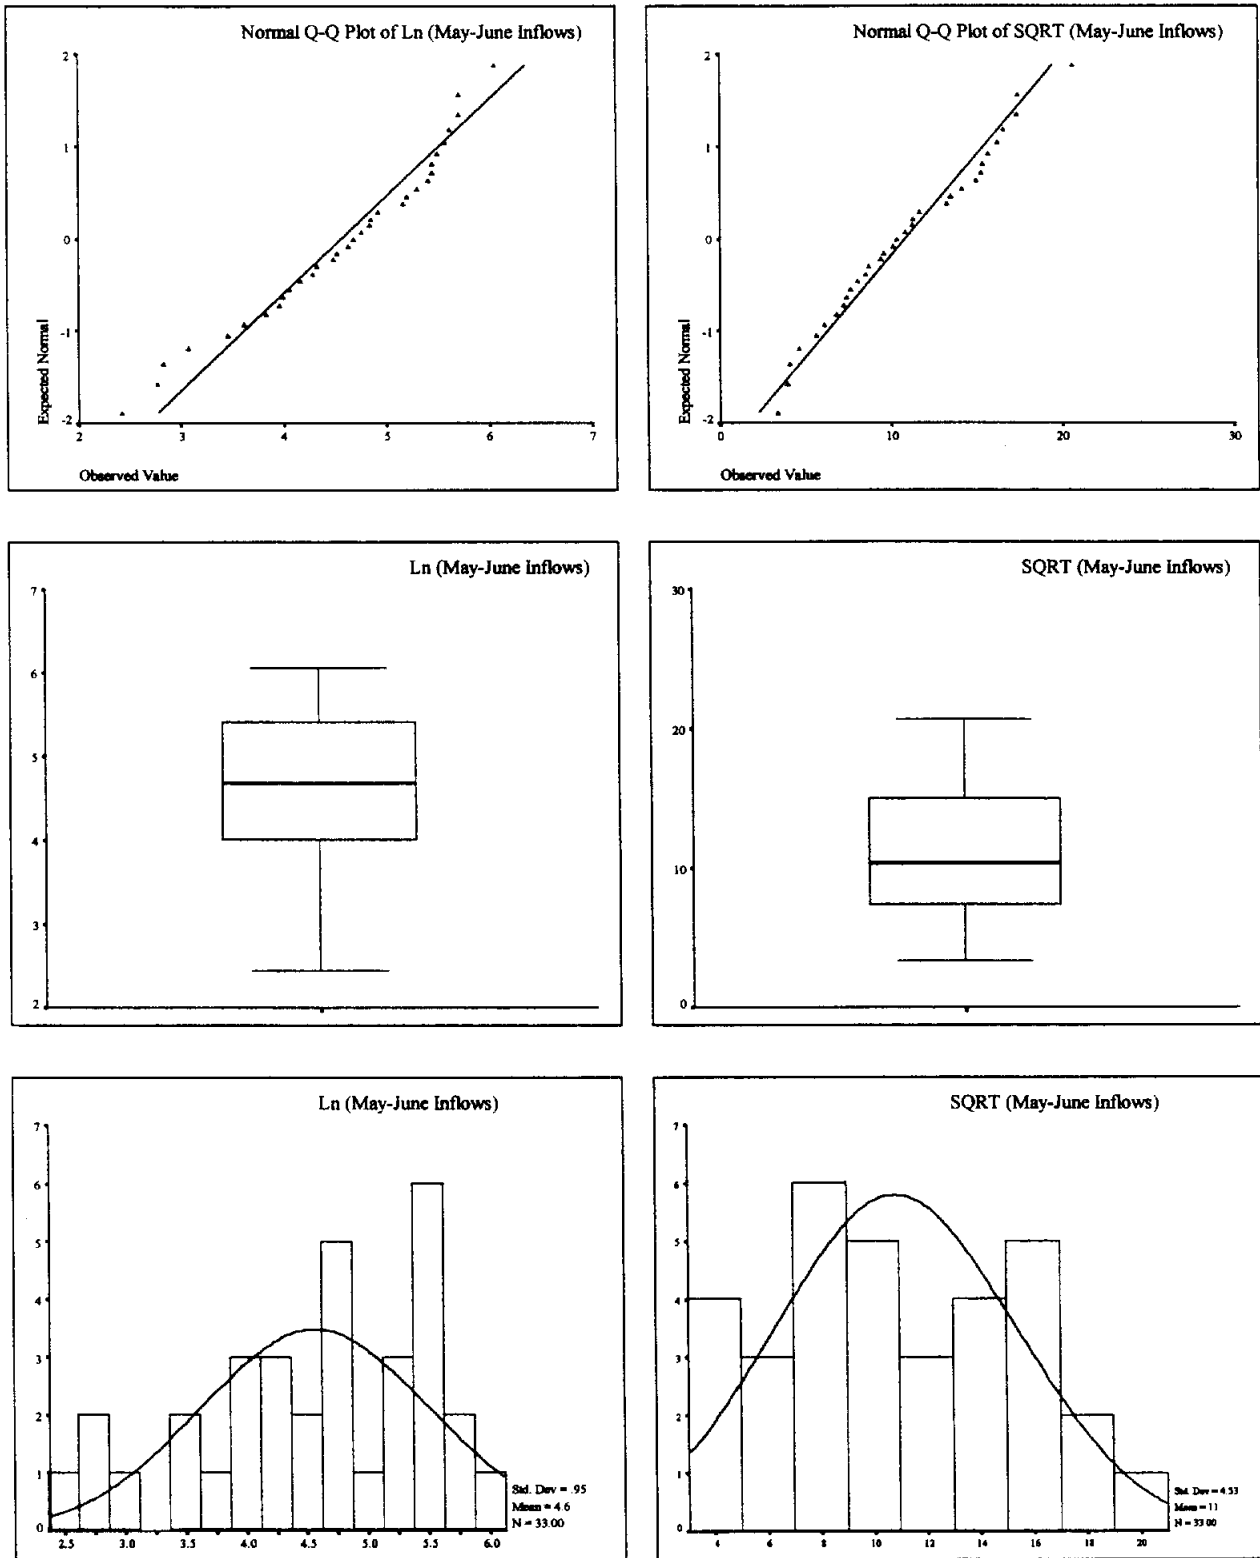 Normal Q-Q Plot of Ln (May-June Inflows)
2
1
0
-1
-2
Expected Normal
2 3 4 5 6 7
Observed Value
Normal Q-Q Plot of SQRT (May-June Inflows)
2
1
0
-1
-2
Expected Normal
0 10 20 30
Observed Value
Ln (May-June Inflows)
7
6
5
4
3
2
SQRT (May-June Inflows)
30
20
10
0
Ln (May-June Inflows)
7
6
5
4
3
2
1
0
2.5 3.0 3.5 4.0 4.5 5.0 5.5 6.0
Std. Dev = .95
Mean = 4.6
N = 33.00
SQRT (May-June Inflows)
7
6
5
4
3
2
1
0
4 6 8 10 12 14 16 18 20
Std. Dev = 4.53
Mean = 11
N = 33.00